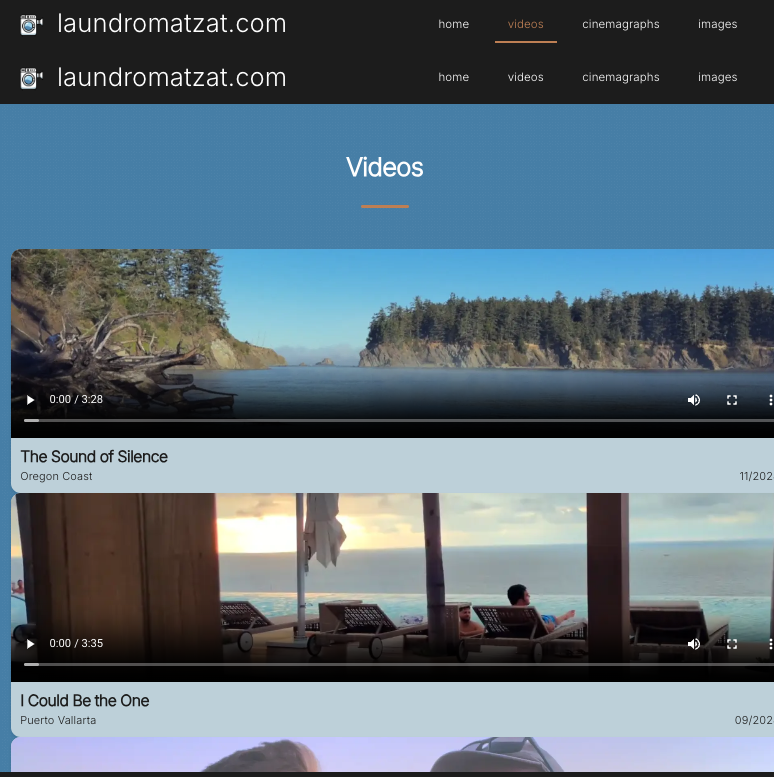 laundromatzat.com home videos cinemagraphs images
laundromatzat.com home videos cinemagraphs images
Videos
0:00 / 3:28
The Sound of Silence
Oregon Coast 11/202
0:00 / 3:35
I Could Be the One
Puerto Vallarta 09/202